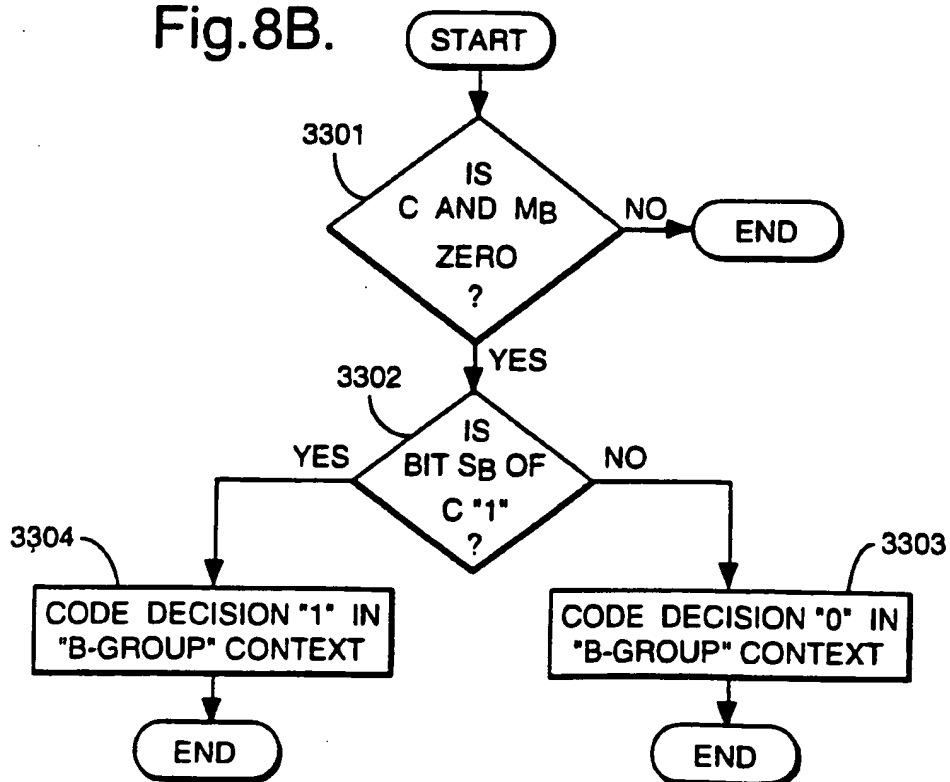 Fig.8B.
START
3301
IS
C AND MB
ZERO
?
NO
END
YES
3302
IS
BIT SB OF
C "1"
?
YES
NO
3304
3303
CODE DECISION "1" IN
"B-GROUP" CONTEXT
CODE DECISION "0" IN
"B-GROUP" CONTEXT
END
END